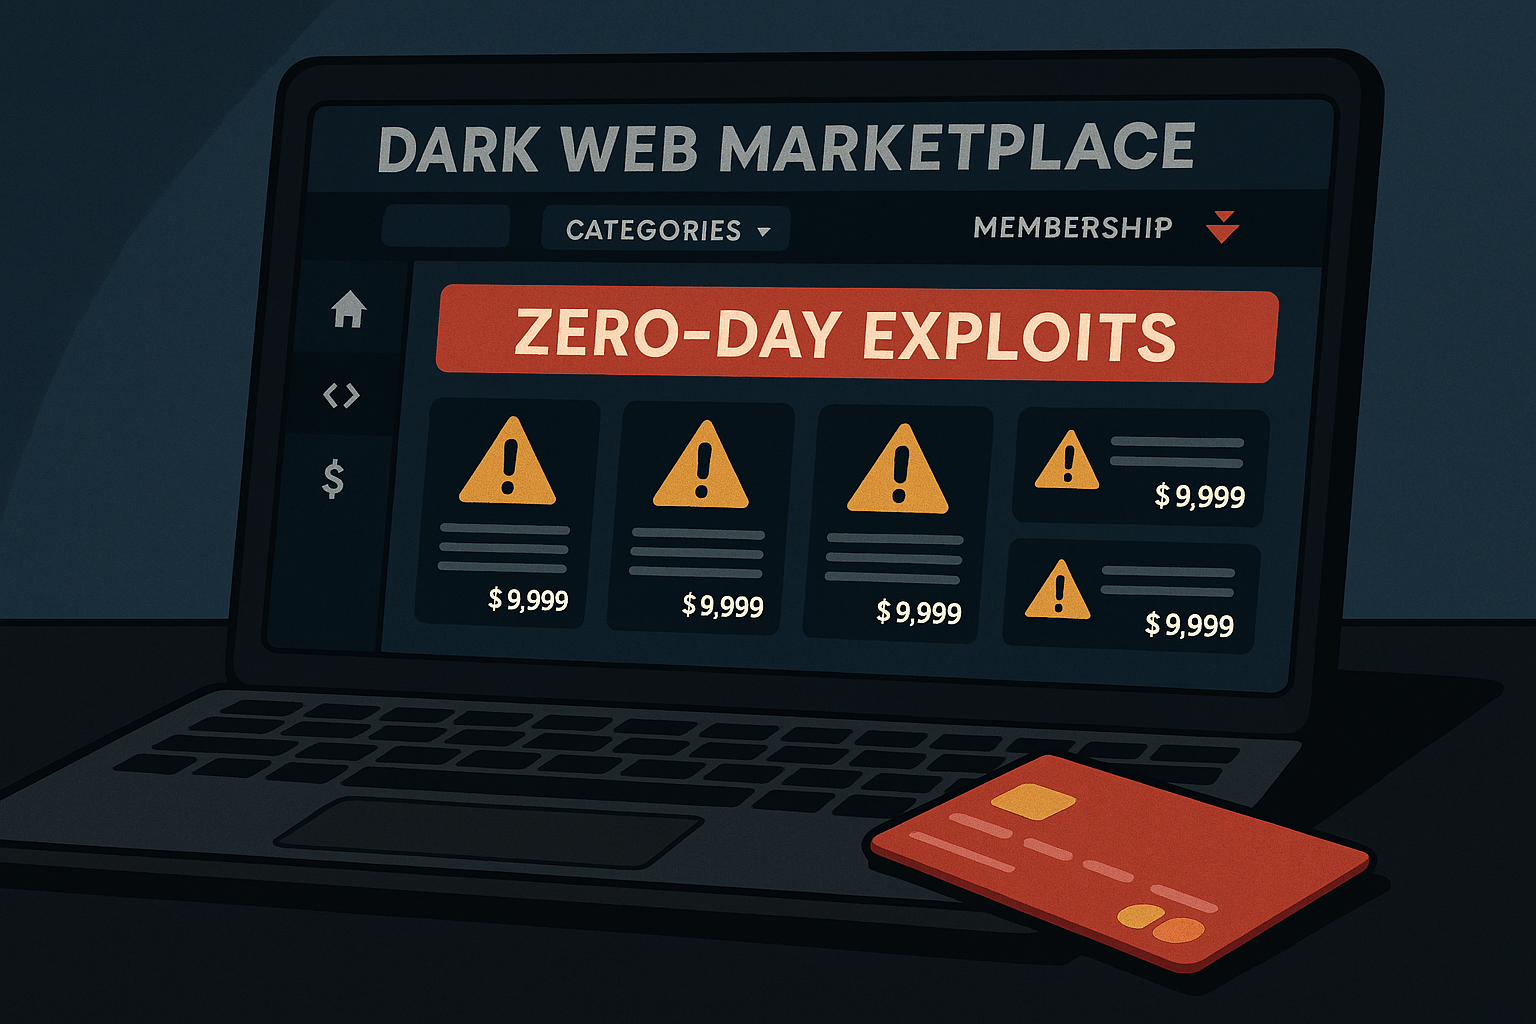 DARK WEB MARKETPLACE
CATEGORIES
MEMBERSHIP
ZERO-DAY EXPLOITS
$
$9,999
$9,999
$9,999
$9,999
$9,999